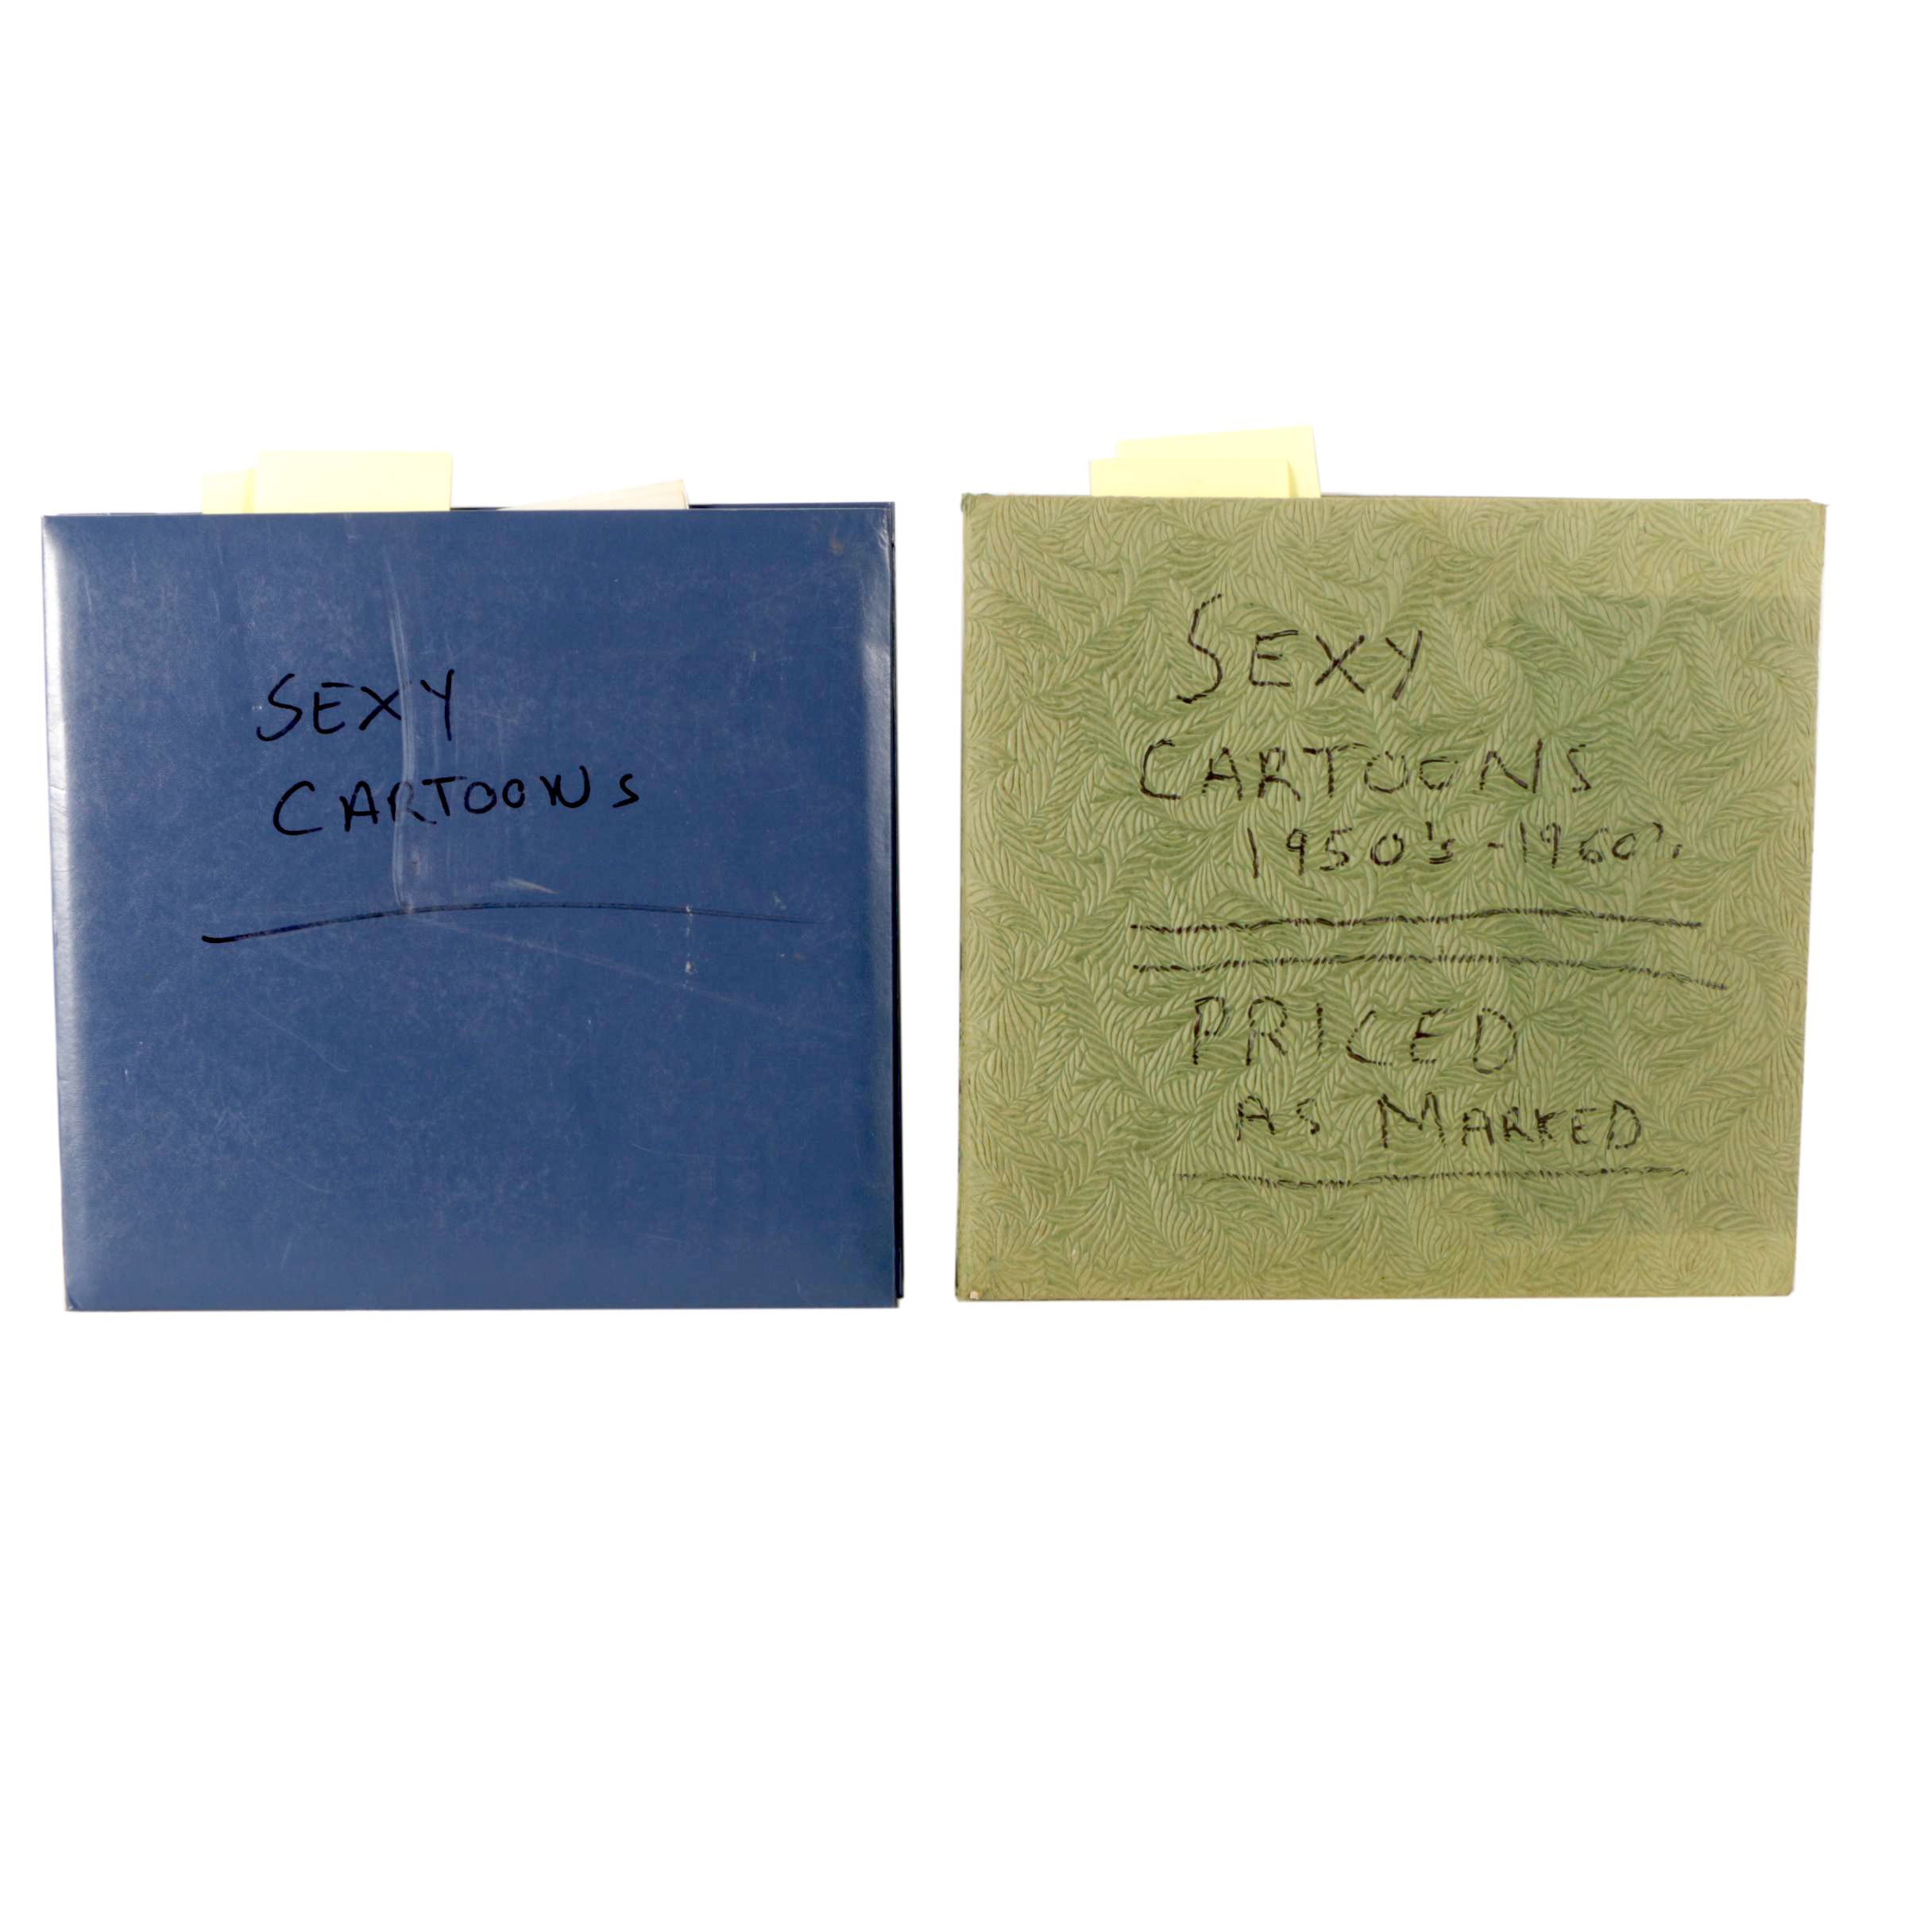 SEXY
CARTOONS
SEXY
CARTOONS
1950's - 1960's
PRICED
AS MARKED